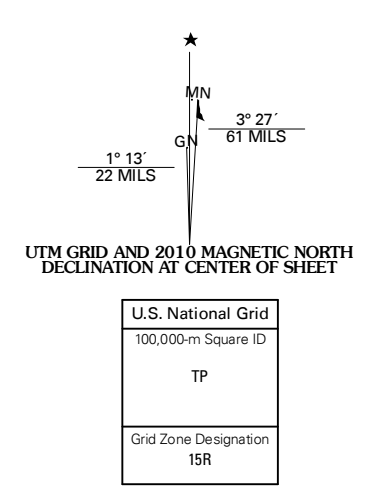 ★
MN
GN
3° 27´
61 MILS
1° 13´
22 MILS
UTM GRID AND 2010 MAGNETIC NORTH
DECLINATION AT CENTER OF SHEET
U.S. National Grid
100,000-m Square ID
TP
Grid Zone Designation
15R